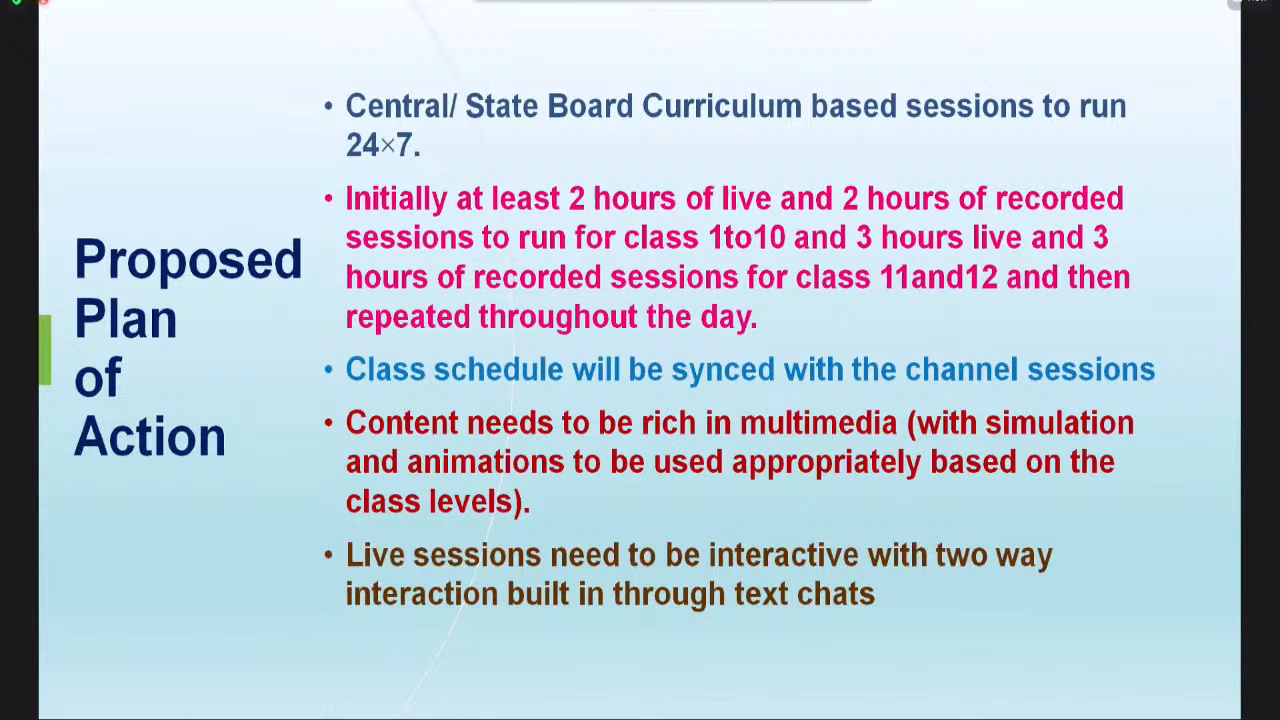 Proposed
Plan
of
Action
• Central/ State Board Curriculum based sessions to run
24×7.
• Initially at least 2 hours of live and 2 hours of recorded
sessions to run for class 1to10 and 3 hours live and 3
hours of recorded sessions for class 11and12 and then
repeated throughout the day.
• Class schedule will be synced with the channel sessions
• Content needs to be rich in multimedia (with simulation
and animations to be used appropriately based on the
class levels).
• Live sessions need to be interactive with two way
interaction built in through text chats